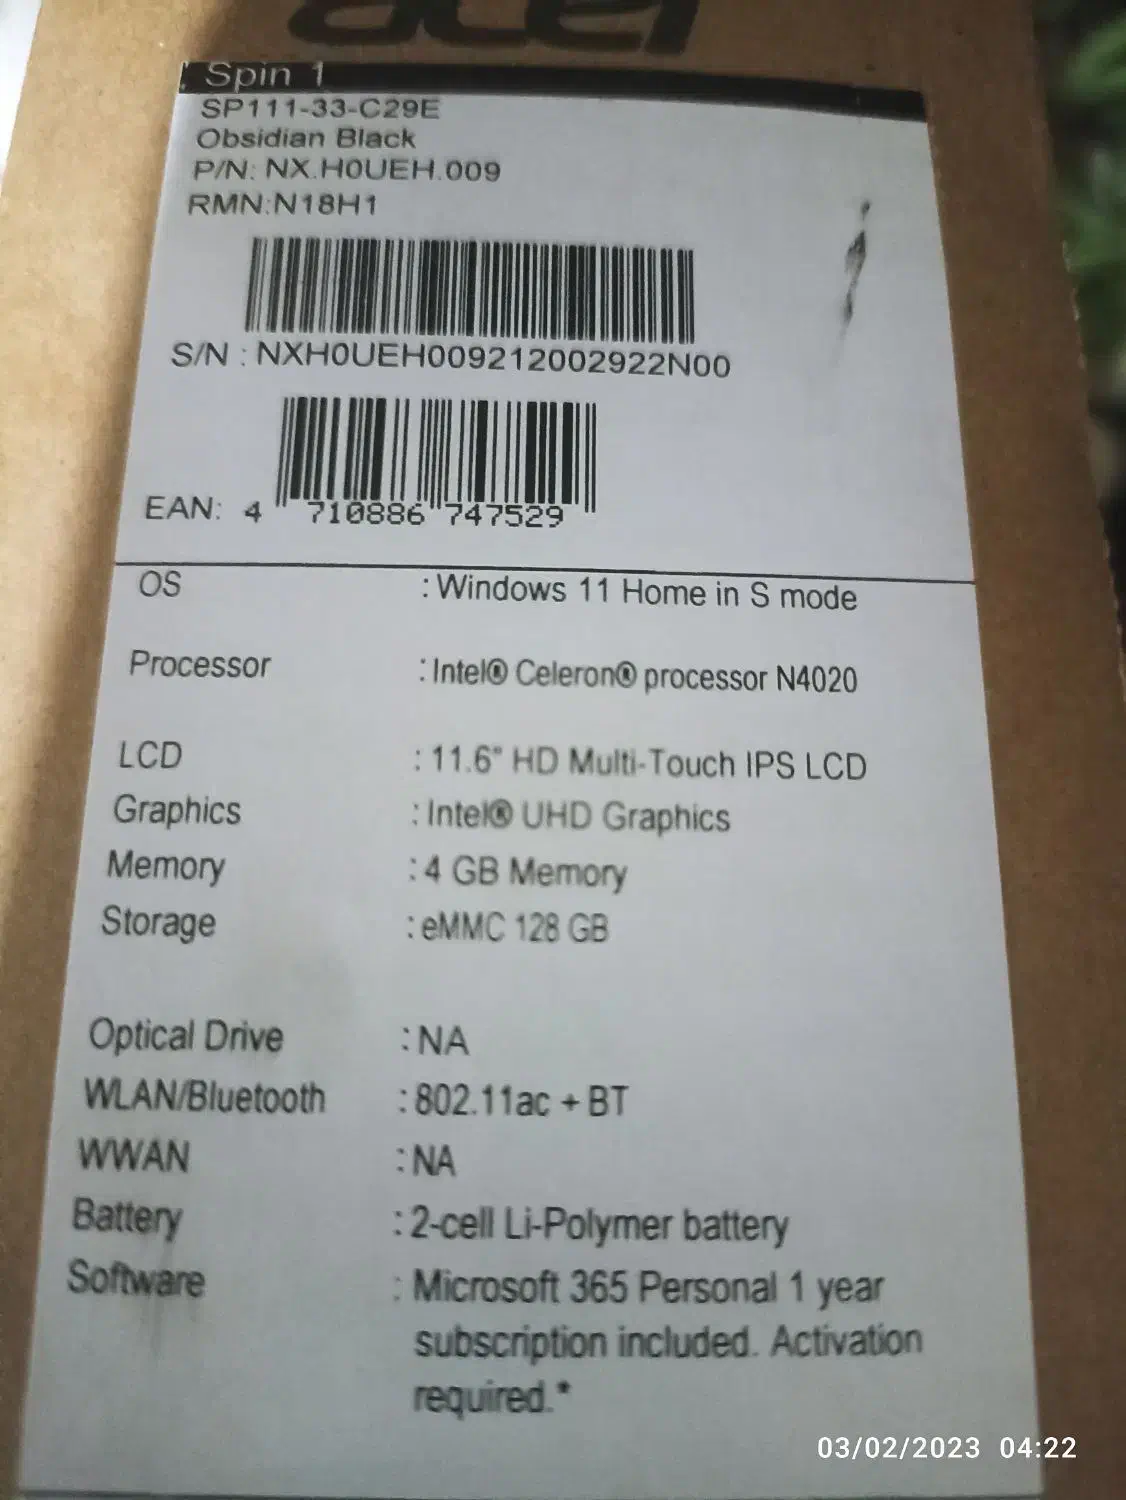 acer
Spin 1
SP111-33-C29E
Obsidian Black
P/N: NX.H0UEH.009
RMN:N18H1
S/N : NXH0UEH009212002922N00
EAN: 4 710886 747529
OS : Windows 11 Home in S mode
Processor : Intel® Celeron® processor N4020
LCD : 11.6" HD Multi-Touch IPS LCD
Graphics : Intel® UHD Graphics
Memory : 4 GB Memory
Storage : eMMC 128 GB
Optical Drive : NA
WLAN/Bluetooth : 802.11ac + BT
WWAN : NA
Battery : 2-cell Li-Polymer battery
Software : Microsoft 365 Personal 1 year
subscription included. Activation
required.*
03/02/2023 04:22